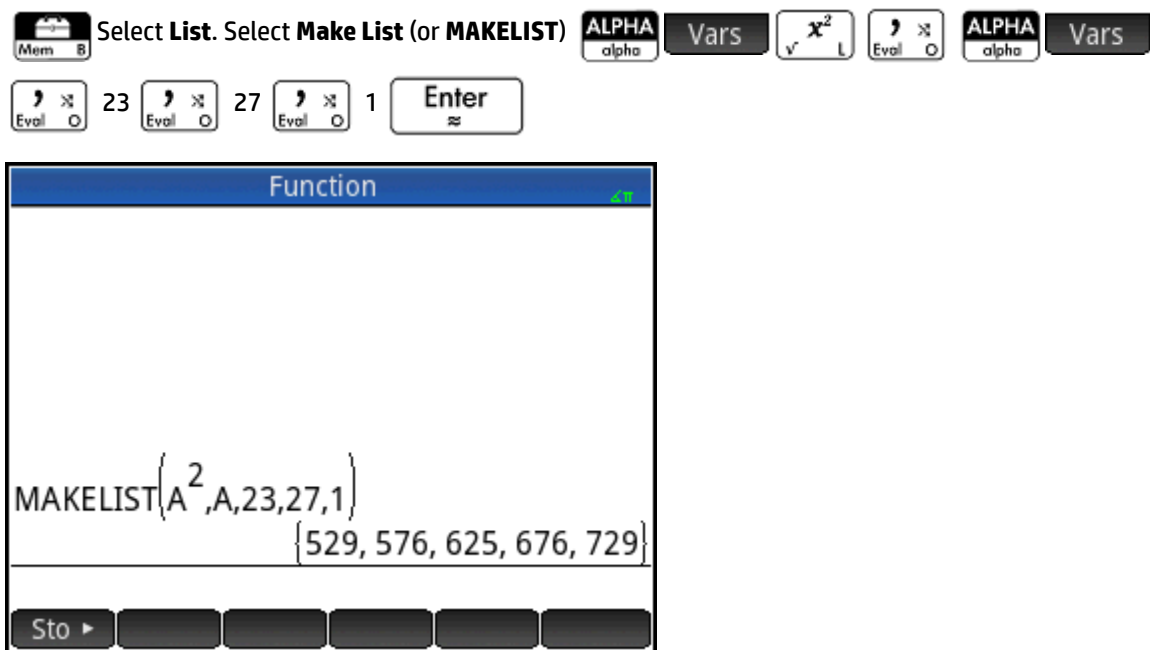 Mem B Select List. Select Make List (or MAKELIST) ALPHA alpha Vars x² √ L , Eval O ALPHA alpha Vars
, Eval O 23 , Eval O 27 , Eval O 1 Enter ≈
Function ∡π
MAKELIST(A²,A,23,27,1)
{529, 576, 625, 676, 729}
Sto ►